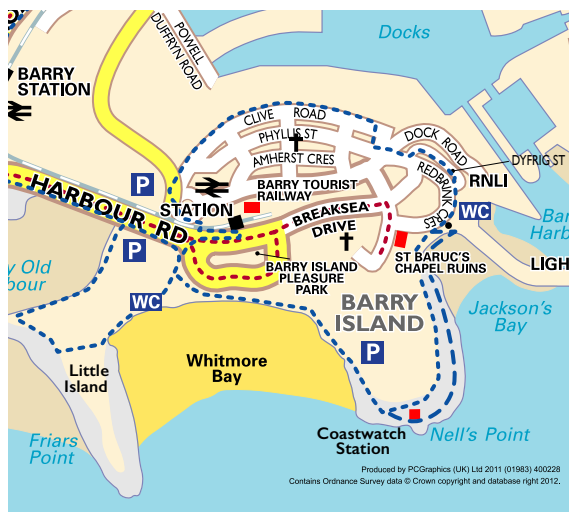 Docks
POWELL
DUFFRYN ROAD
BARRY
STATION
CLIVE ROAD
PHYLLIS ST
AMHERST CRES
DOCK ROAD
DYFRIG ST
REDBRINK CRES
RNLI
WC
P
BARRY TOURIST
RAILWAY
STATION
HARBOUR RD
BREAKSEA
DRIVE
P
Bar
Harb
ST BARUC'S
CHAPEL RUINS
LIGH
BARRY ISLAND
PLEASURE
PARK
y Old
bour
WC
BARRY
ISLAND
Jackson's
Bay
P
Whitmore
Bay
Little
Island
Coastwatch
Station
Nell's Point
Friars
Point
Produced by PCGraphics (UK) Ltd 2011 (01983) 400228
Contains Ordnance Survey data © Crown copyright and database right 2012.